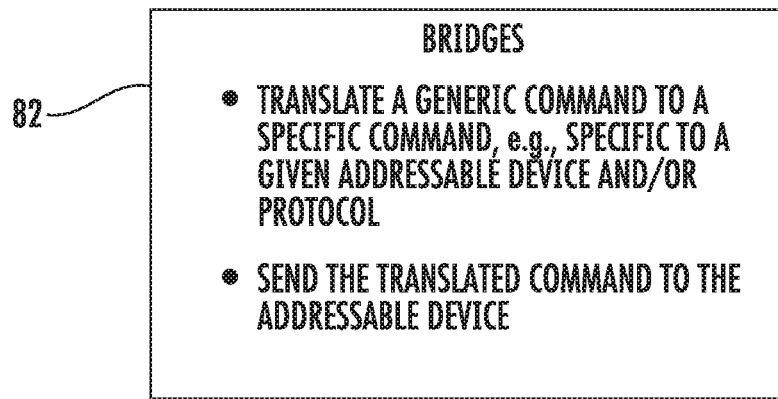 BRIDGES
82
• TRANSLATE A GENERIC COMMAND TO A
SPECIFIC COMMAND, e.g., SPECIFIC TO A
GIVEN ADDRESSABLE DEVICE AND/OR
PROTOCOL
• SEND THE TRANSLATED COMMAND TO THE
ADDRESSABLE DEVICE